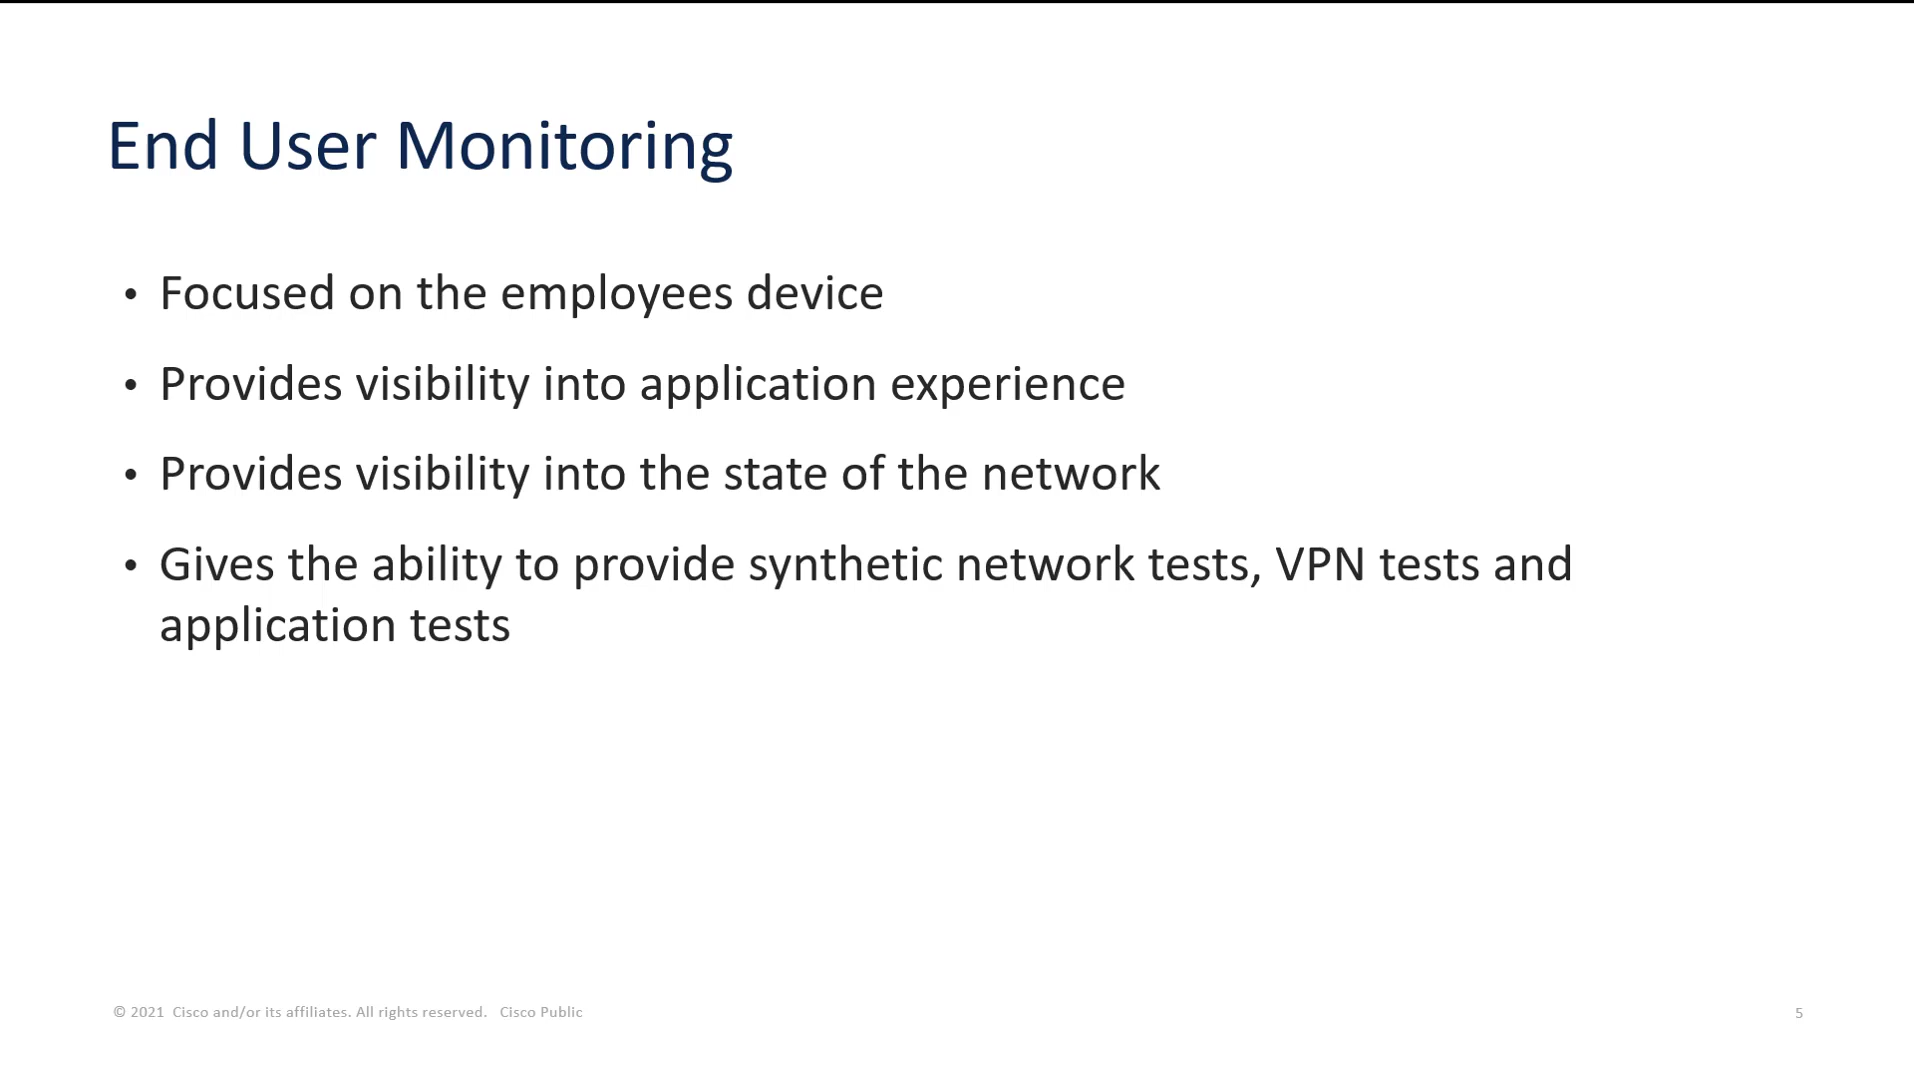 End User Monitoring
• Focused on the employees device
• Provides visibility into application experience
• Provides visibility into the state of the network
• Gives the ability to provide synthetic network tests, VPN tests and
application tests
© 2021 Cisco and/or its affiliates. All rights reserved. Cisco Public
5